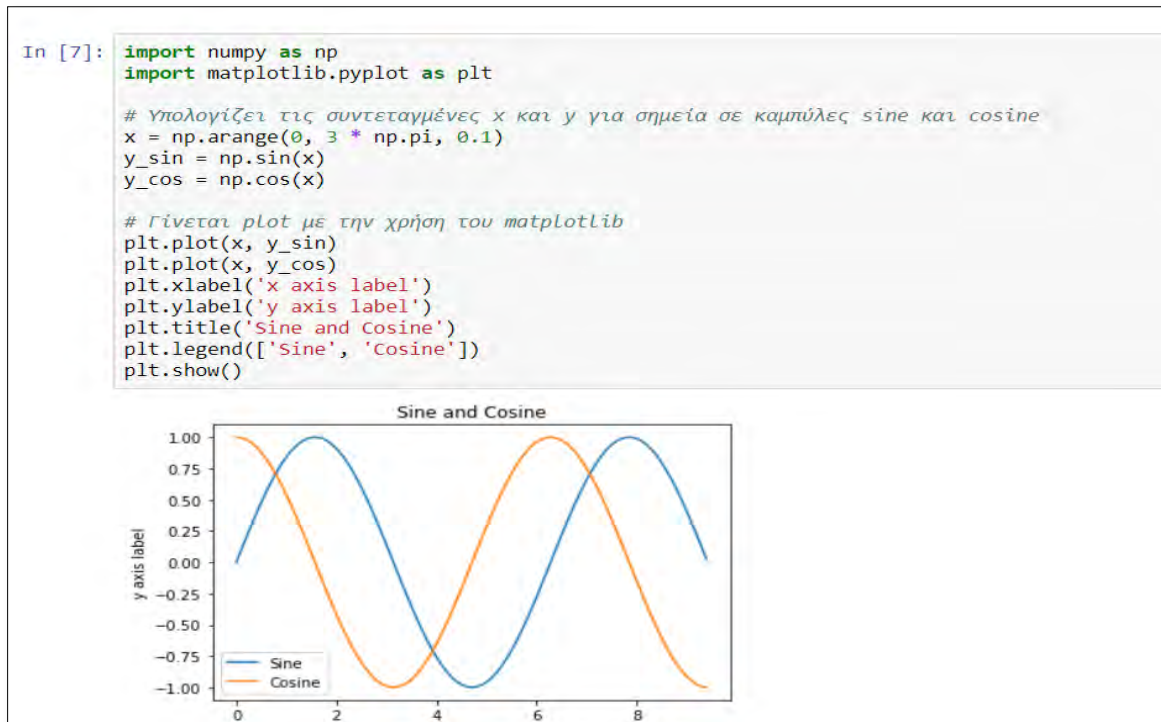 In [7]: import numpy as np
import matplotlib.pyplot as plt
# Υπολογίζει τις συντεταγμένες x και y για σημεία σε καμπύλες sine και cosine
x = np.arange(0, 3 * np.pi, 0.1)
y_sin = np.sin(x)
y_cos = np.cos(x)
# Γίνεται plot με την χρήση του matplotlib
plt.plot(x, y_sin)
plt.plot(x, y_cos)
plt.xlabel('x axis label')
plt.ylabel('y axis label')
plt.title('Sine and Cosine')
plt.legend(['Sine', 'Cosine'])
plt.show()
Sine and Cosine
1.00
0.75
0.50
0.25
0.00
−0.25
−0.50
−0.75
−1.00
y axis label
Sine
Cosine
0 2 4 6 8